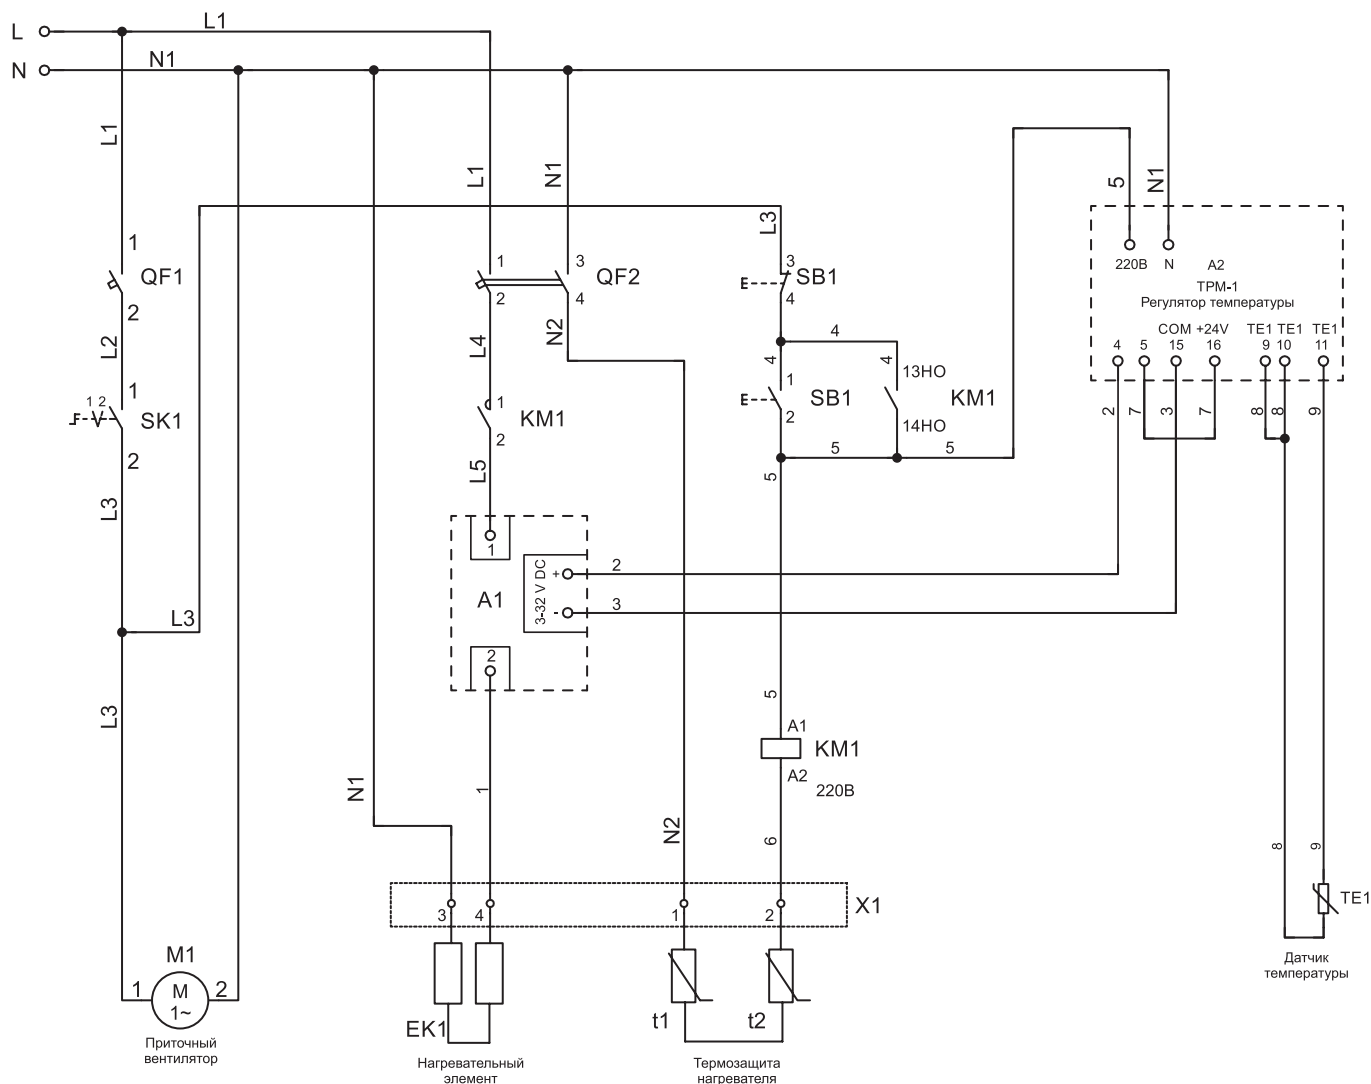 L
L1
N
N1
L1
L1
N1
L3
5
N1
1
QF1
2
1
2
3
4
QF2
3
SB1
4
220В
N
A2
ТРМ-1
Регулятор температуры
COM
+24V
TE1
TE1
TE1
4
5
15
16
9
10
11
L2
1 2
1
SK1
2
L4
N2
1
KM1
2
4
4
4
1
SB1
2
13НО
KM1
14НО
5
5
2
7
3
7
8
8
9
L3
L5
5
1
A1
3-32 V DC
+
-
2
2
3
L3
L3
5
A1
KM1
A2
220В
N1
1
N2
6
8
9
3
4
1
2
X1
TE1
Датчик
температуры
M1
1
M
1~
2
Приточный
вентилятор
EK1
Нагревательный
элемент
t1
t2
Термозащита
нагревателя